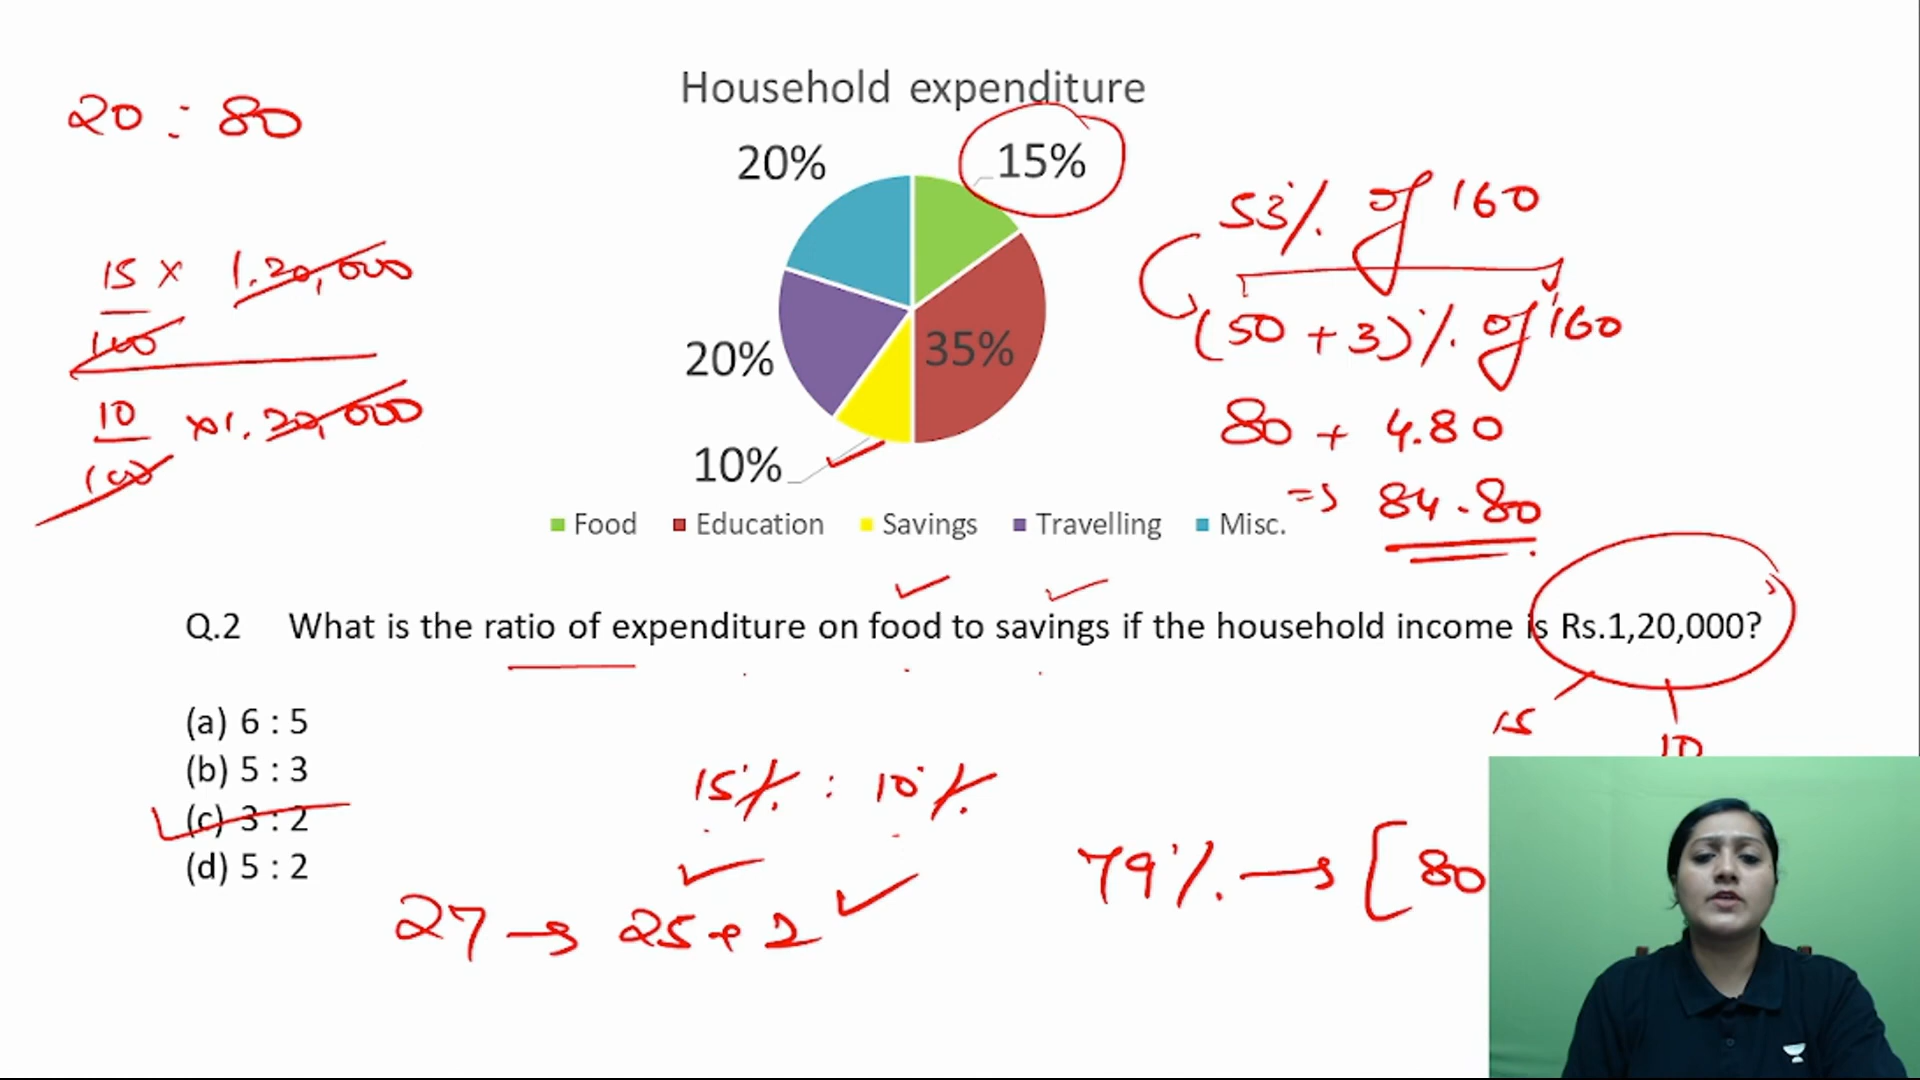 Household expenditure
20 : 80
20%
15%
53% of 160
15 x 1.20,000
100
(50 + 3)% of 160
35%
20%
10 x 1.20,000
100
80 + 4.80
10%
=> 84.80
Food Education Savings Travelling Misc.
Q.2 What is the ratio of expenditure on food to savings if the household income is Rs.1,20,000?
15
10
(a) 6 : 5
(b) 5 : 3
(c) 3 : 2
(d) 5 : 2
15% : 10%
79% → [80
27 → 25 + 2